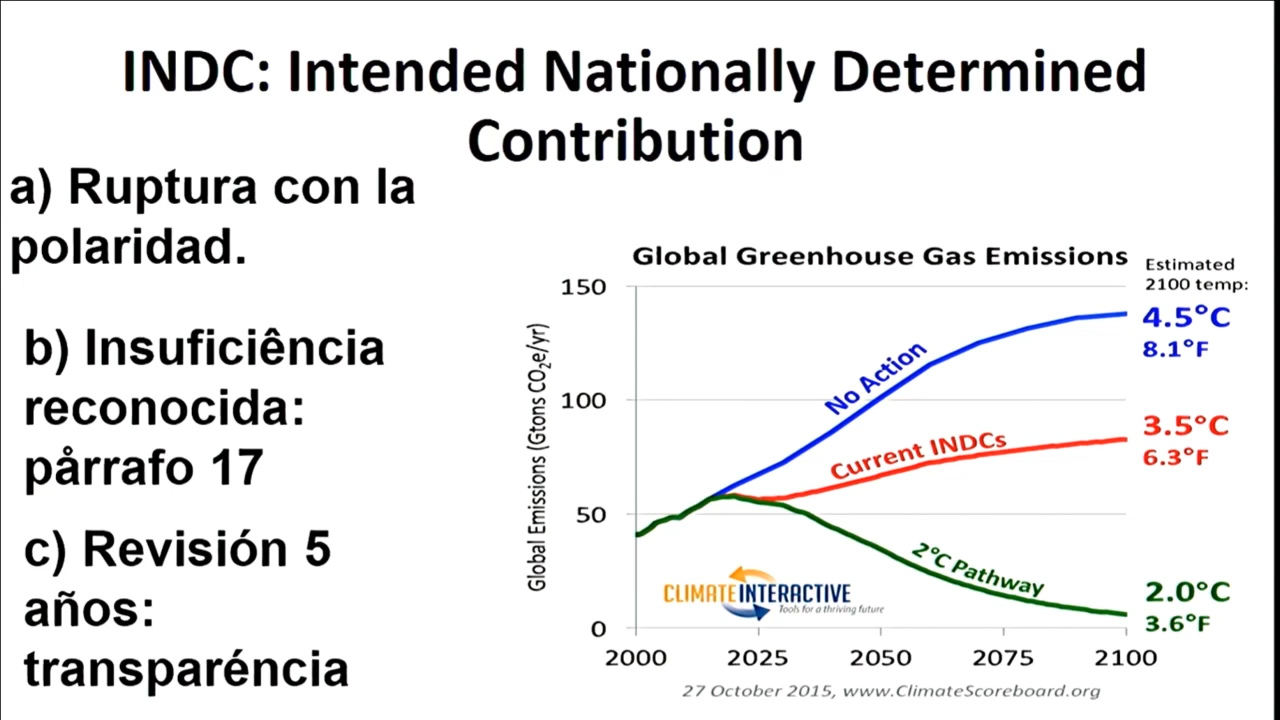 INDC: Intended Nationally Determined
Contribution
a) Ruptura con la
polaridad.
b) Insuficiência
reconocida:
pårrafo 17
c) Revisión 5
años:
transparéncia
Global Greenhouse Gas Emissions
Estimated
2100 temp:
Global Emissions (Gtons CO₂e/yr)
150
100
50
0
No Action
Current INDCs
2°C Pathway
4.5°C
8.1°F
3.5°C
6.3°F
2.0°C
3.6°F
CLIMATEINTERACTIVE
Tools for a thriving future
2000 2025 2050 2075 2100
27 October 2015, www.ClimateScoreboard.org